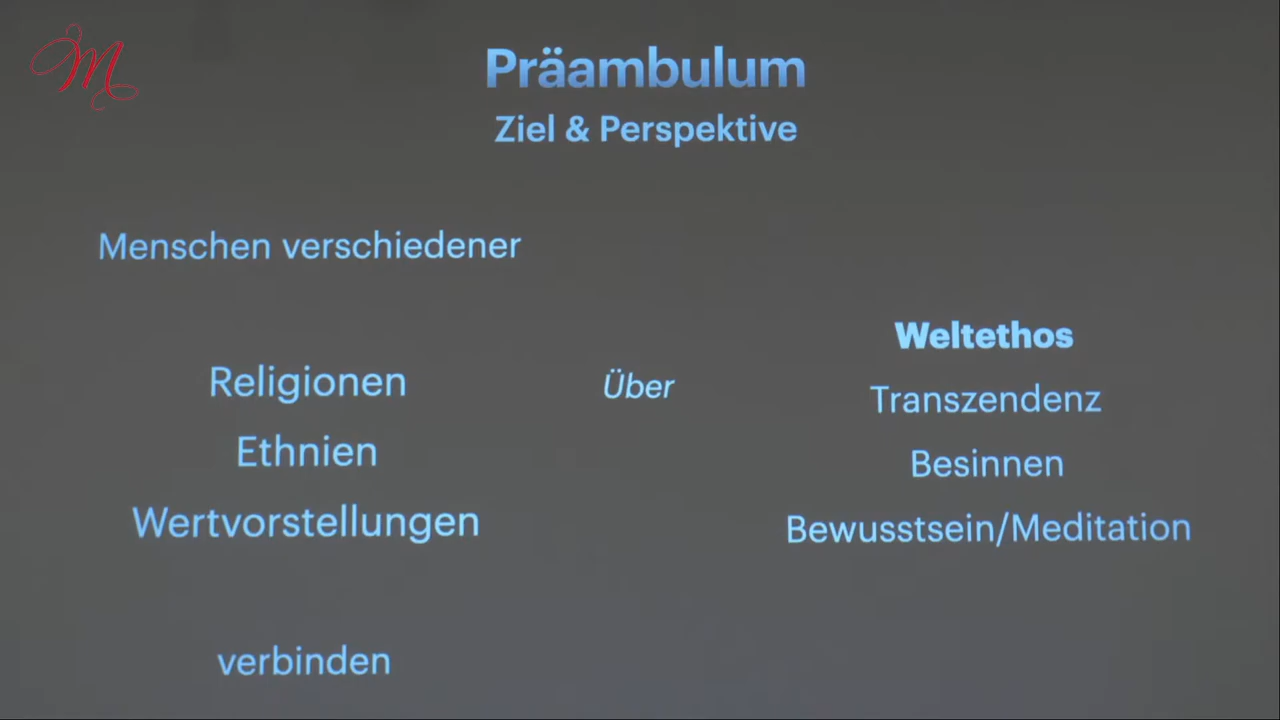 M
Präambulum
Ziel & Perspektive
Menschen verschiedener
Religionen
Ethnien
Wertvorstellungen
verbinden
Über
Weltethos
Transzendenz
Besinnen
Bewusstsein/Meditation